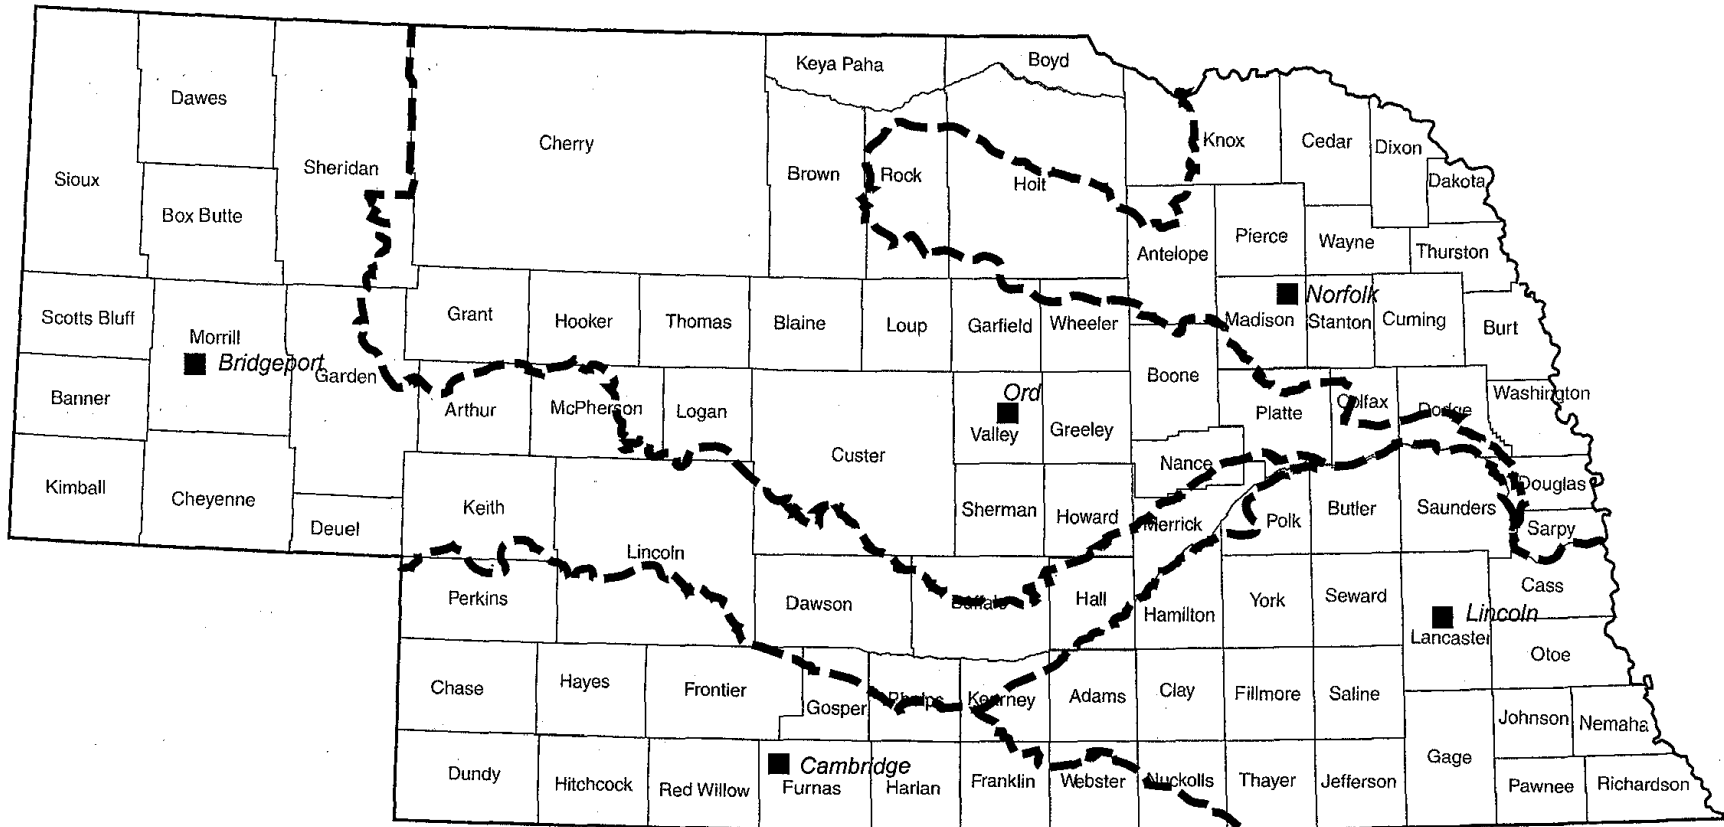 Keya Paha
Boyd
Dawes
Cherry
Knox
Cedar
Dixon
Sheridan
Sioux
Brown
Rock
Holt
Dakota
Box Butte
Pierce
Wayne
Antelope
Thurston
Norfolk
Scotts Bluff
Morrill
Grant
Hooker
Thomas
Blaine
Loup
Garfield
Wheeler
Madison
Stanton
Cuming
Burt
Bridgeport
Garden
Boone
Banner
Arthur
McPherson
Logan
Ord
Valley
Greeley
Platte
Colfax
Dodge
Washington
Custer
Nance
Kimball
Cheyenne
Keith
Sherman
Howard
Merrick
Polk
Butler
Saunders
Douglas
Deuel
Lincoln
Sarpy
Perkins
Dawson
Buffalo
Hall
Hamilton
York
Seward
Cass
Lincoln
Lancaster
Otoe
Chase
Hayes
Frontier
Gosper
Phelps
Kearney
Adams
Clay
Fillmore
Saline
Johnson
Nemaha
Gage
Dundy
Hitchcock
Red Willow
Cambridge
Furnas
Harlan
Franklin
Webster
Nuckolls
Thayer
Jefferson
Pawnee
Richardson